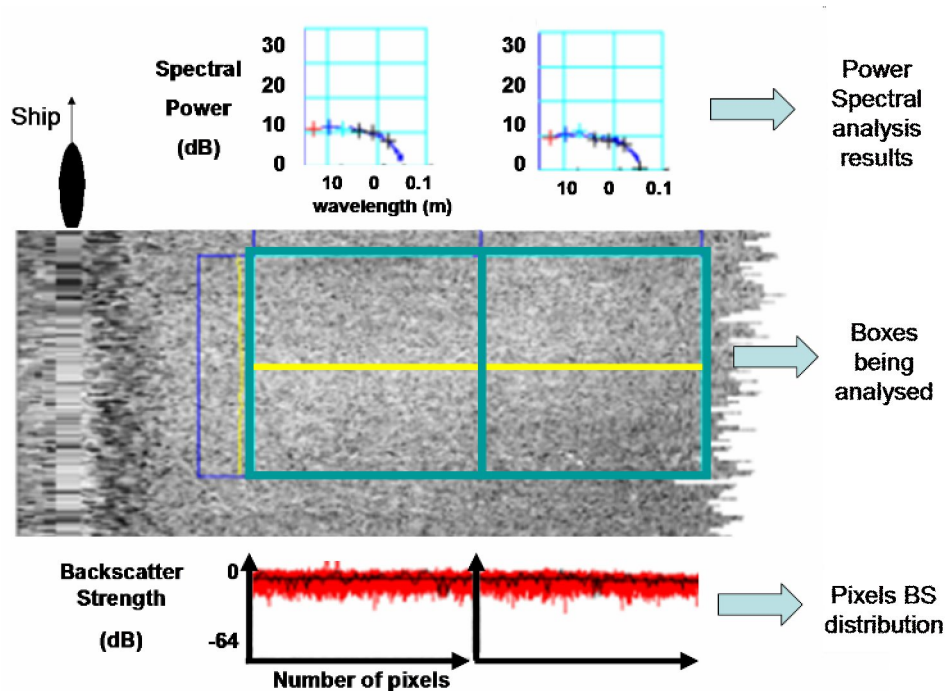 Ship
Spectral
Power
(dB)
30
20
10
0
10 0 0.1
wavelength (m)
30
20
10
0
10 0 0.1
Power
Spectral
analysis
results
Boxes
being
analysed
Backscatter
Strength
(dB)
0
-64
Number of pixels
Pixels BS
distribution